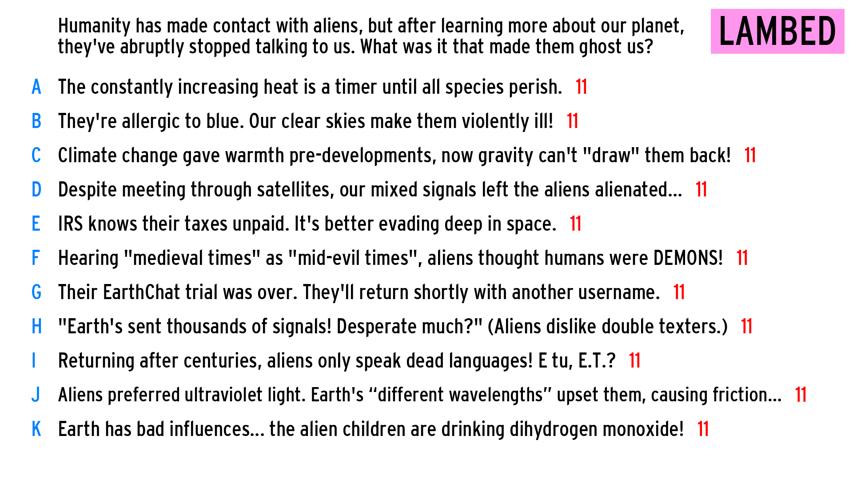 Humanity has made contact with aliens, but after learning more about our planet,
they've abruptly stopped talking to us. What was it that made them ghost us?
LAMBED
A The constantly increasing heat is a timer until all species perish. 11
B They're allergic to blue. Our clear skies make them violently ill! 11
C Climate change gave warmth pre-developments, now gravity can't "draw" them back! 11
D Despite meeting through satellites, our mixed signals left the aliens alienated... 11
E IRS knows their taxes unpaid. It's better evading deep in space. 11
F Hearing "medieval times" as "mid-evil times", aliens thought humans were DEMONS! 11
G Their EarthChat trial was over. They'll return shortly with another username. 11
H "Earth's sent thousands of signals! Desperate much?" (Aliens dislike double texters.) 11
I Returning after centuries, aliens only speak dead languages! E tu, E.T.? 11
J Aliens preferred ultraviolet light. Earth's “different wavelengths” upset them, causing friction... 11
K Earth has bad influences... the alien children are drinking dihydrogen monoxide! 11